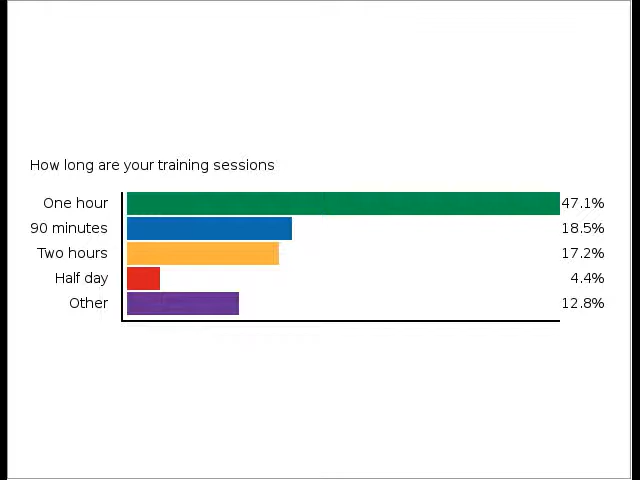 How long are your training sessions
One hour 47.1%
90 minutes 18.5%
Two hours 17.2%
Half day 4.4%
Other 12.8%